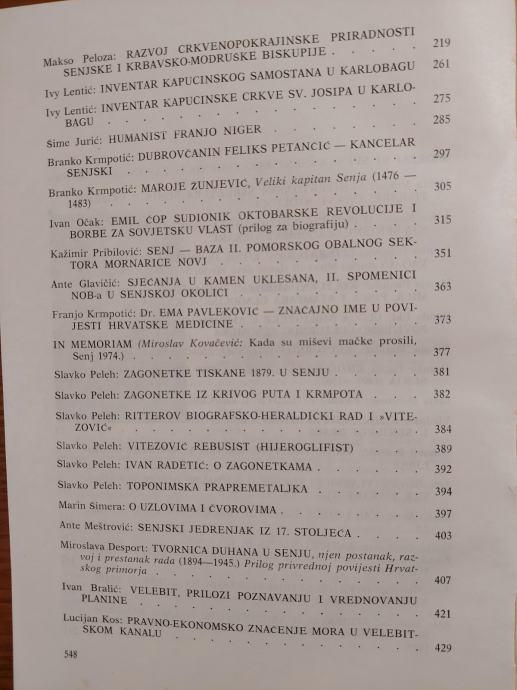 Makso Peloza: RAZVOJ CRKVENOPOKRAJINSKE PRIRADNOSTI
SENJSKE I KRBAVSKO-MODRUŠKE BISKUPIJE . . . . . 219
Ivy Lentić: INVENTAR KAPUCINSKOG SAMOSTANA U KARLOBAGU 261
Ivy Lentić: INVENTAR KAPUCINSKE CRKVE SV. JOSIPA U KARLO-
BAGU . . . . . . . . . . . . . 275
Šime Jurić: HUMANIST FRANJO NIGER . . . . . . . 285
Branko Krmpotić: DUBROVČANIN FELIKS PETANČIĆ — KANCELAR
SENJSKI . . . . . . . . . . . . 297
Branko Krmpotić: MAROJE ŽUNJEVIĆ, Veliki kapitan Senja (1476 —
1483) . . . . . . . . . . . . . 305
Ivan Očak: EMIL ĆOP SUDIONIK OKTOBARSKE REVOLUCIJE I
BORBE ZA SOVJETSKU VLAST (prilog za biografiju) . . . . 315
Kažimir Pribilović: SENJ — BAZA II. POMORSKOG OBALNOG SEK-
TORA MORNARICE NOVJ . . . . . . . . . 351
Ante Glavičić: SJEĆANJA U KAMEN UKLESANA, II. SPOMENICI
NOB-a U SENJSKOJ OKOLICI . . . . . . . . 363
Franjo Krmpotić: Dr. EMA PAVLEKOVIĆ — ZNAČAJNO IME U POVI-
JESTI HRVATSKE MEDICINE . . . . . . . . 373
IN MEMORIAM (Miroslav Kovačević: Kada su miševi mačke prosili,
Senj 1974.) . . . . . . . . . . . . 377
Slavko Peleh: ZAGONETKE TISKANE 1879. U SENJU . . . . . 381
Slavko Peleh: ZAGONETKE IZ KRIVOG PUTA I KRMPOTA . . . . 382
Slavko Peleh: RITTEROV BIOGRAFSKO-HERALDIČKI RAD I »VITE-
ZOVIĆ« . . . . . . . . . . . . . 384
Slavko Peleh: VITEZOVIĆ REBUSIST (HIJEROGLIFIST) . . . . 389
Slavko Peleh: IVAN RADETIĆ: O ZAGONETKAMA . . . . . . 392
Slavko Peleh: TOPONIMSKA PRAPREMETALJKA . . . . . . 394
Marin Simera: O UZLOVIMA I ČVOROVIMA . . . . . . . 397
Ante Meštrović: SENJSKI JEDRENJAK IZ 17. STOLJEĆA . . . . 403
Miroslava Desport: TVORNICA DUHANA U SENJU, njen postanak, raz-
voj i prestanak rada (1894—1945.) Prilog privrednoj povijesti Hrvat-
skog primorja . . . . . . . . . . . 407
Ivan Bralić: VELEBIT, PRILOZI POZNAVANJU I VREDNOVANJU
PLANINE . . . . . . . . . . . . 421
Lucijan Kos: PRAVNO-EKONOMSKO ZNAČENJE MORA U VELEBIT-
SKOM KANALU . . . . . . . . . . . 429
548